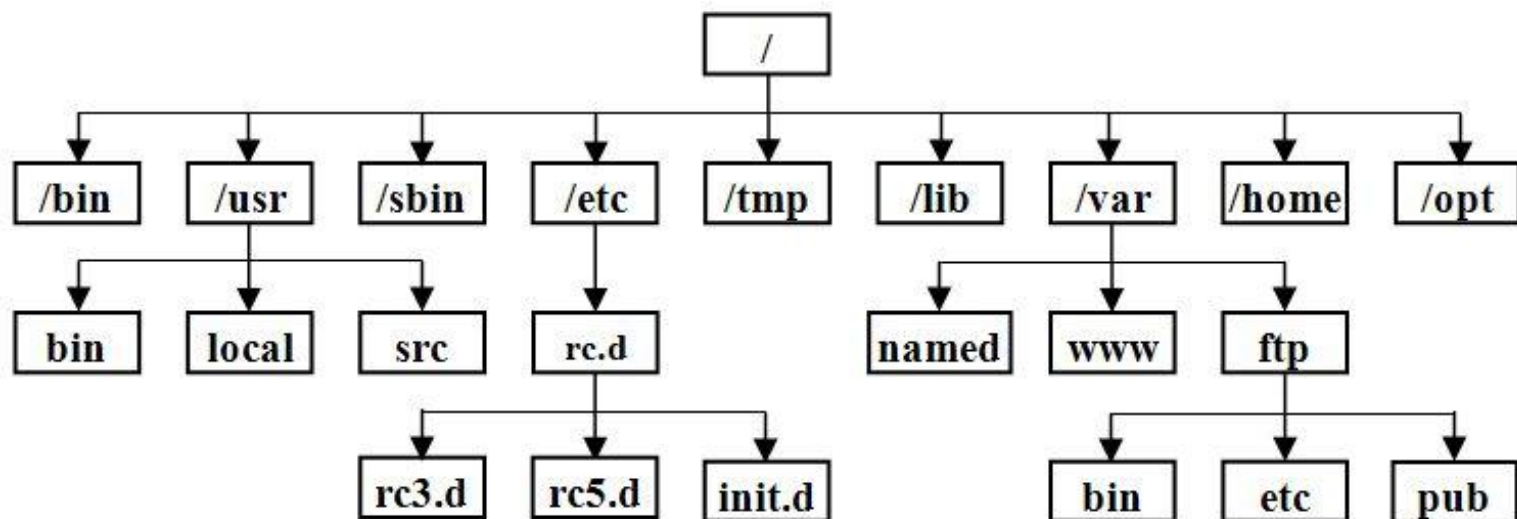 /
/bin /usr /sbin /etc /tmp /lib /var /home /opt
bin local src rc.d named www ftp
rc3.d rc5.d init.d bin etc pub